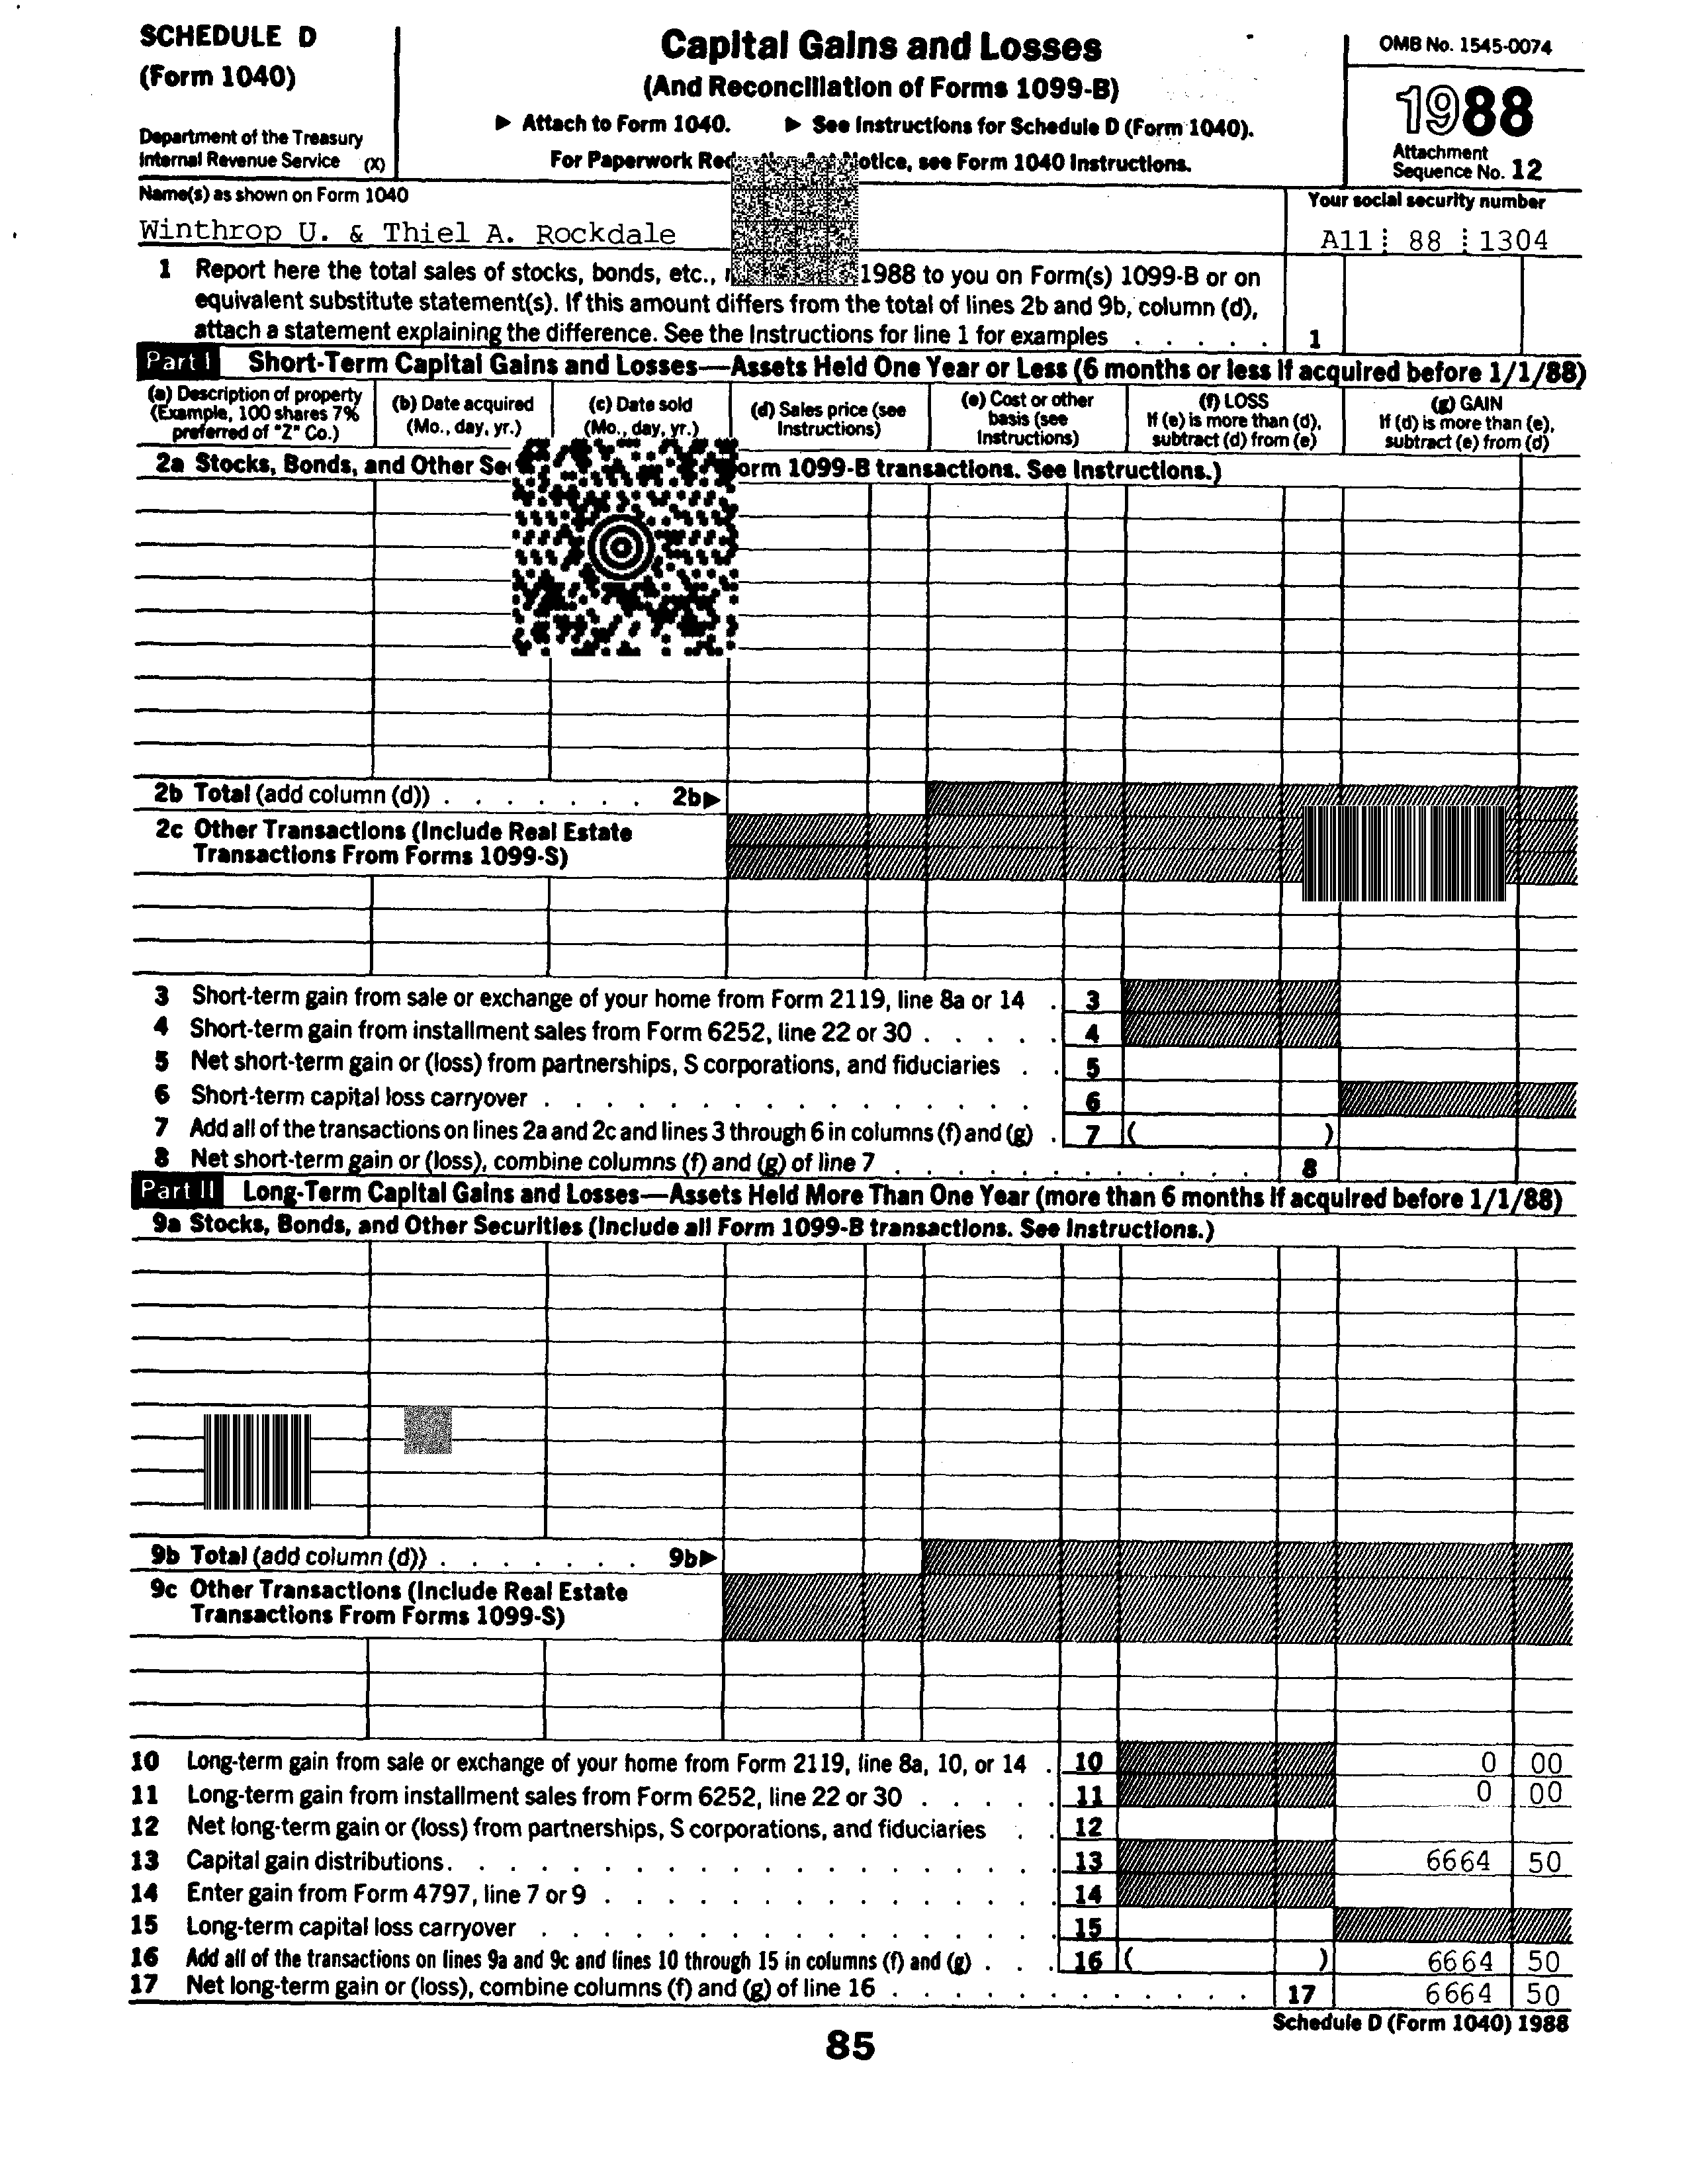 SCHEDULE D
(Form 1040)
Department of the Treasury
Internal Revenue Service (X)
Capital Gains and Losses
(And Reconciliation of Forms 1099-B)
▶ Attach to Form 1040. ▶ See Instructions for Schedule D (Form 1040).
For Paperwork Notice, see Form 1040 Instructions.
OMB No. 1545-0074
1988
Attachment
Sequence No. 12
Name(s) as shown on Form 1040
Winthrop U. & Thiel A. Rockdale
Your social security number
A11 88 1304
1 Report here the total sales of stocks, bonds, etc., 1988 to you on Form(s) 1099-B or on
equivalent substitute statement(s). If this amount differs from the total of lines 2b and 9b, column (d),
attach a statement explaining the difference. See the Instructions for line 1 for examples . . . . . 1
Part I Short-Term Capital Gains and Losses—Assets Held One Year or Less (6 months or less if acquired before 1/1/88)
(a) Description of property
(Example, 100 shares 7%
preferred of "Z" Co.)
(b) Date acquired
(Mo., day, yr.)
(c) Date sold
(Mo., day, yr.)
(d) Sales price (see
Instructions)
(e) Cost or other
basis (see
Instructions)
(f) LOSS
If (e) is more than (d),
subtract (d) from (e)
(g) GAIN
If (d) is more than (e),
subtract (e) from (d)
2a Stocks, Bonds, and Other 1099-B transactions. See Instructions.)
2b Total (add column (d)) . . . . . . . 2b▶
2c Other Transactions (Include Real Estate
Transactions From Forms 1099-S)
3 Short-term gain from sale or exchange of your home from Form 2119, line 8a or 14 . 3
4 Short-term gain from installment sales from Form 6252, line 22 or 30 . . . . . 4
5 Net short-term gain or (loss) from partnerships, S corporations, and fiduciaries . . 5
6 Short-term capital loss carryover . . . . . . . . . . . . . . . . 6
7 Add all of the transactions on lines 2a and 2c and lines 3 through 6 in columns (f) and (g) . 7 ( )
8 Net short-term gain or (loss), combine columns (f) and (g) of line 7 . . . . . . . . . . . . . 8
Part II Long-Term Capital Gains and Losses—Assets Held More Than One Year (more than 6 months if acquired before 1/1/88)
9a Stocks, Bonds, and Other Securities (Include all Form 1099-B transactions. See Instructions.)
9b Total (add column (d)) . . . . . . . 9b▶
9c Other Transactions (Include Real Estate
Transactions From Forms 1099-S)
10 Long-term gain from sale or exchange of your home from Form 2119, line 8a, 10, or 14 . 10 0 00
11 Long-term gain from installment sales from Form 6252, line 22 or 30 . . . . . 11 0 00
12 Net long-term gain or (loss) from partnerships, S corporations, and fiduciaries . . 12
13 Capital gain distributions. . . . . . . . . . . . . . . . . . . . 13 6664 50
14 Enter gain from Form 4797, line 7 or 9 . . . . . . . . . . . . . . 14
15 Long-term capital loss carryover . . . . . . . . . . . . . . . . 15
16 Add all of the transactions on lines 9a and 9c and lines 10 through 15 in columns (f) and (g) . . . 16 ( ) 6664 50
17 Net long-term gain or (loss), combine columns (f) and (g) of line 16 . . . . . . . . . . . . . 17 6664 50
Schedule D (Form 1040) 1988
85